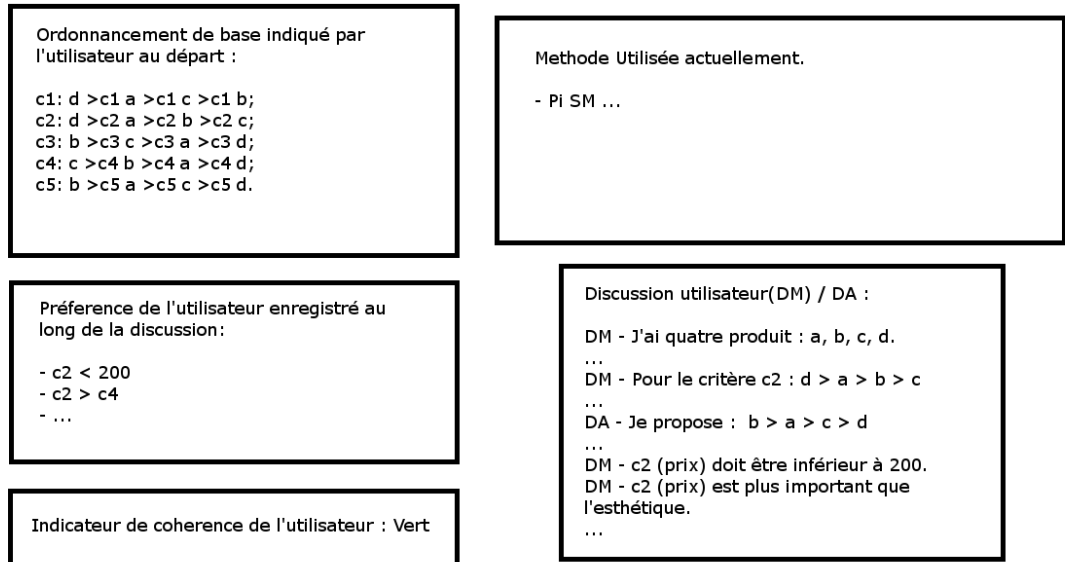 Ordonnancement de base indiqué par
l'utilisateur au départ :
c1: d >c1 a >c1 c >c1 b;
c2: d >c2 a >c2 b >c2 c;
c3: b >c3 c >c3 a >c3 d;
c4: c >c4 b >c4 a >c4 d;
c5: b >c5 a >c5 c >c5 d.
Methode Utilisée actuellement.
- Pi SM ...
Préference de l'utilisateur enregistré au
long de la discussion:
- c2 < 200
- c2 > c4
- ...
Discussion utilisateur(DM) / DA :
DM - J'ai quatre produit : a, b, c, d.
...
DM - Pour le critère c2 : d > a > b > c
...
DA - Je propose :  b > a > c > d
...
DM - c2 (prix) doit être inférieur à 200.
DM - c2 (prix) est plus important que
l'esthétique.
...
Indicateur de coherence de l'utilisateur : Vert